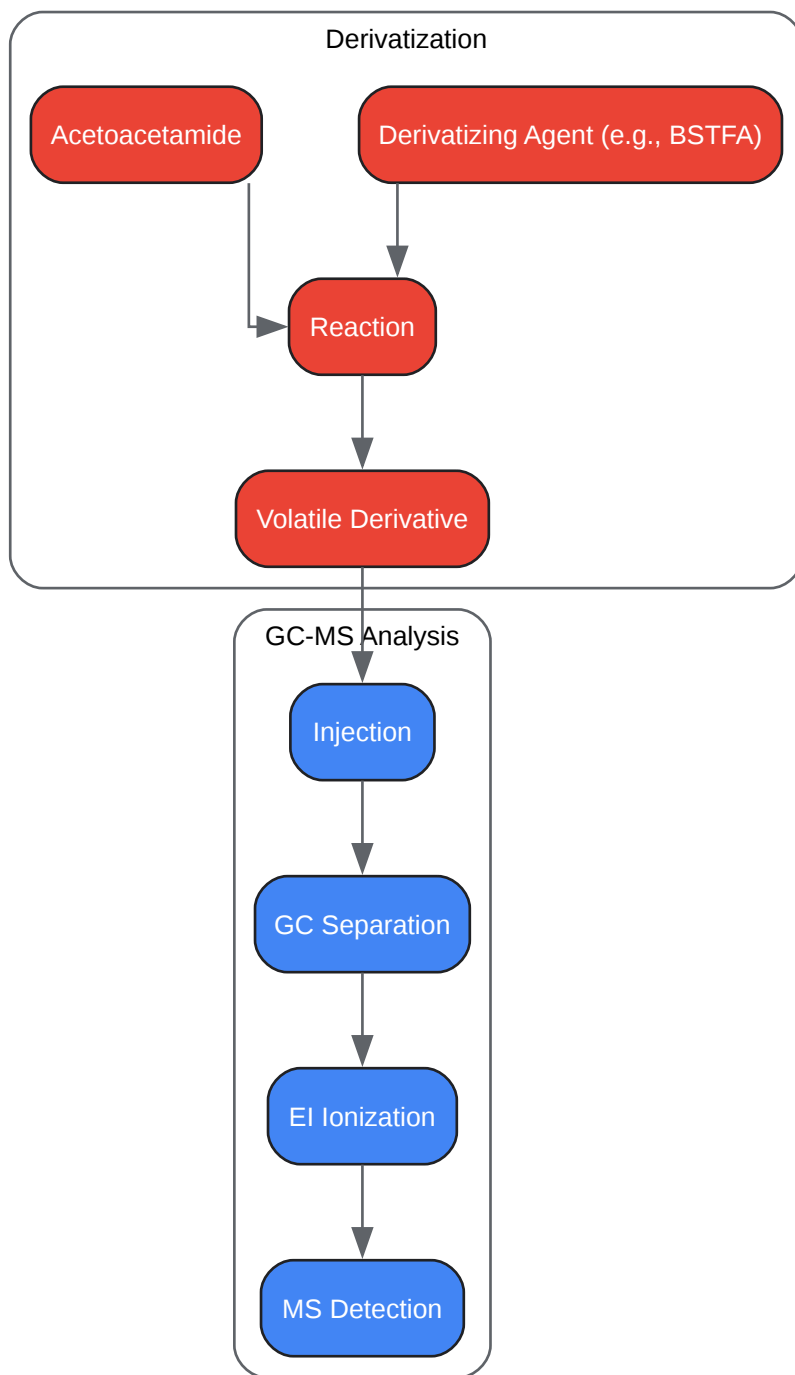 Derivatization
Acetoacetamide
Derivatizing Agent (e.g., BSTFA)
Reaction
Volatile Derivative
GC-MS Analysis
Injection
GC Separation
EI Ionization
MS Detection